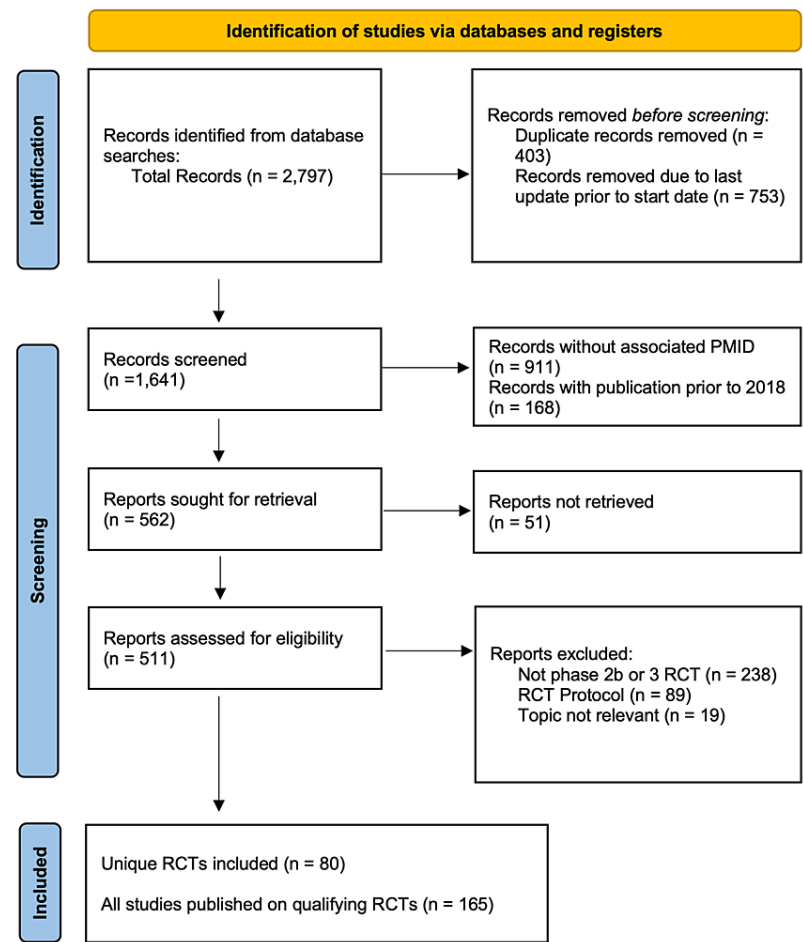 Identification of studies via databases and registers
Identification
Records identified from database
searches:
Total Records (n = 2,797)
Records removed before screening:
Duplicate records removed (n =
403)
Records removed due to last
update prior to start date (n = 753)
Screening
Records screened
(n =1,641)
Records without associated PMID
(n = 911)
Records with publication prior to 2018
(n = 168)
Reports sought for retrieval
(n = 562)
Reports not retrieved
(n = 51)
Reports assessed for eligibility
(n = 511)
Reports excluded:
Not phase 2b or 3 RCT (n = 238)
RCT Protocol (n = 89)
Topic not relevant (n = 19)
Included
Unique RCTs included (n = 80)
All studies published on qualifying RCTs (n = 165)